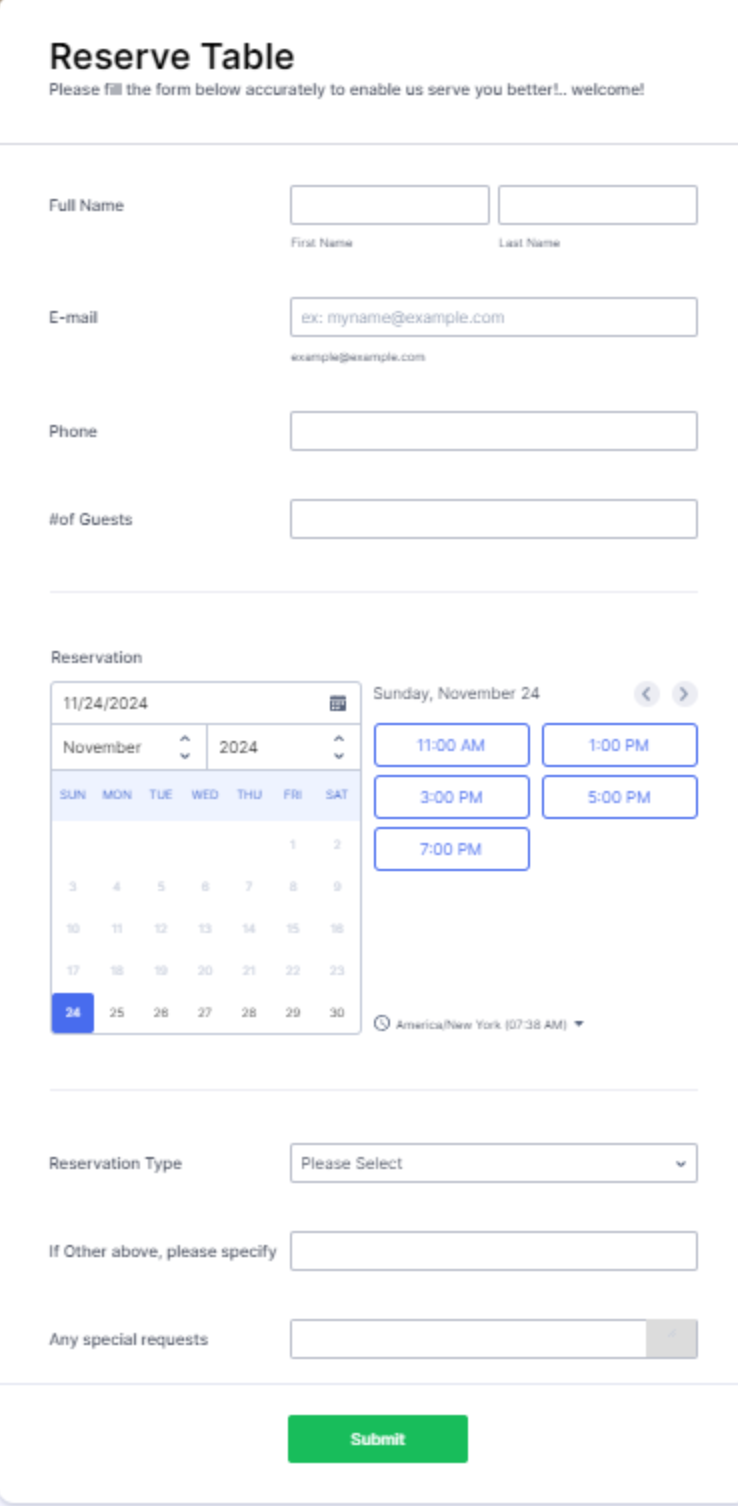 Reserve Table
Please fill the form below accurately to enable us serve you better!.. welcome!
Full Name
First Name Last Name
E-mail ex: myname@example.com
example@example.com
Phone
#of Guests
Reservation
11/24/2024 Sunday, November 24
November 2024 11:00 AM 1:00 PM
SUN MON TUE WED THU FRI SAT 3:00 PM 5:00 PM
1 2 7:00 PM
3 4 5 6 7 8 9
10 11 12 13 14 15 16
17 18 19 20 21 22 23
24 25 26 27 28 29 30 America/New York (07:38 AM)
Reservation Type Please Select
If Other above, please specify
Any special requests
Submit